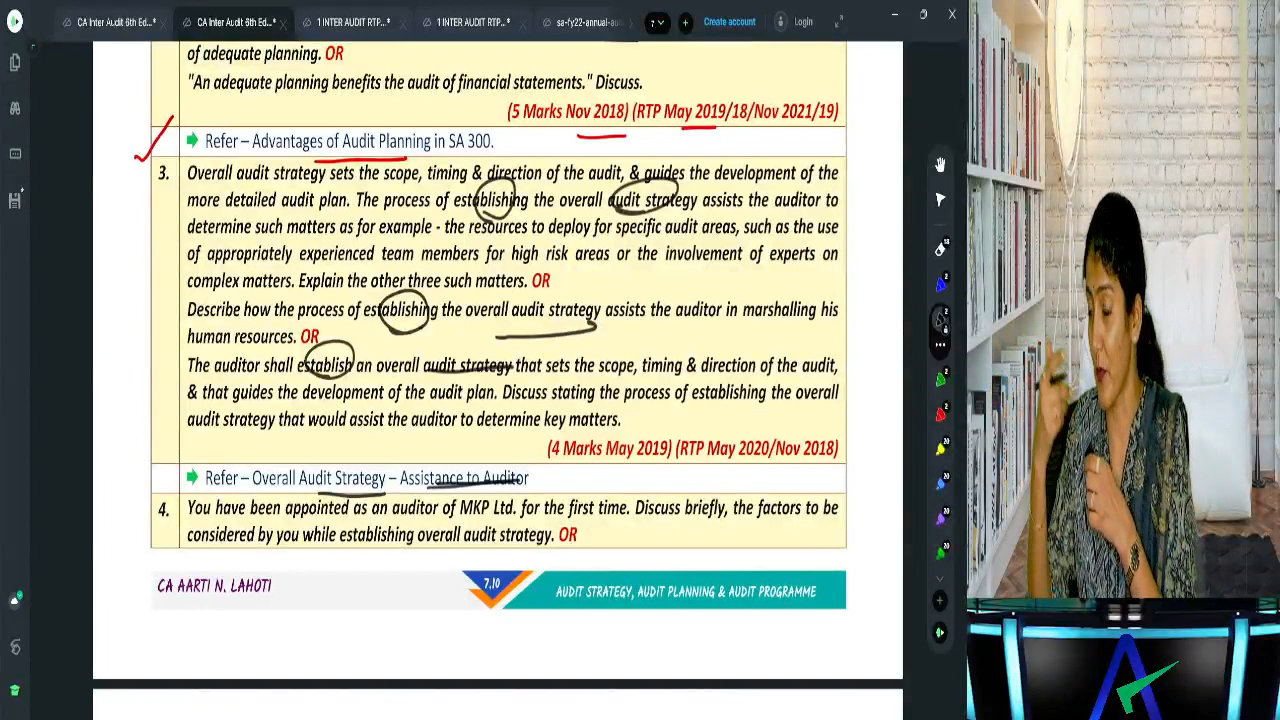 CA Inter Audit 6th Ed...*
CA Inter Audit 6th Ed...*
1 INTER AUDIT RTP...*
1 INTER AUDIT RTP...*
sa-fy22-annual-au
7
Create account
Login
of adequate planning. OR
"An adequate planning benefits the audit of financial statements." Discuss.
(5 Marks Nov 2018) (RTP May 2019/18/Nov 2021/19)
Refer – Advantages of Audit Planning in SA 300.
3. Overall audit strategy sets the scope, timing & direction of the audit, & guides the development of the
more detailed audit plan. The process of establishing the overall audit strategy assists the auditor to
determine such matters as for example - the resources to deploy for specific audit areas, such as the use
of appropriately experienced team members for high risk areas or the involvement of experts on
complex matters. Explain the other three such matters. OR
Describe how the process of establishing the overall audit strategy assists the auditor in marshalling his
human resources. OR
The auditor shall establish an overall audit strategy that sets the scope, timing & direction of the audit,
& that guides the development of the audit plan. Discuss stating the process of establishing the overall
audit strategy that would assist the auditor to determine key matters.
(4 Marks May 2019) (RTP May 2020/Nov 2018)
Refer – Overall Audit Strategy – Assistance to Auditor
4. You have been appointed as an auditor of MKP Ltd. for the first time. Discuss briefly, the factors to be
considered by you while establishing overall audit strategy. OR
CA AARTI N. LAHOTI
7.10
AUDIT STRATEGY, AUDIT PLANNING & AUDIT PROGRAMME